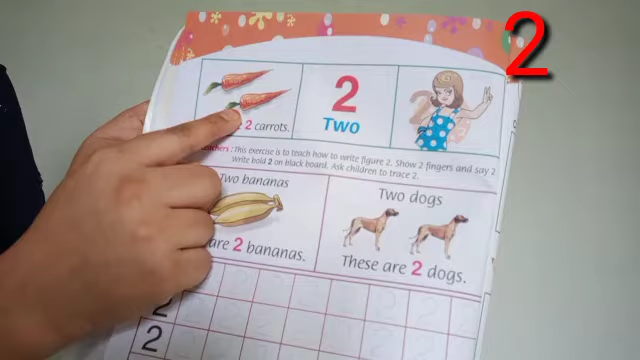 2
2 carrots.
2
Two
: This exercise is to teach how to write figure 2. Show 2 fingers and say 2
Write bold 2 on black board. Ask children to trace 2.
Two bananas
are 2 bananas.
Two dogs
These are 2 dogs.
2
2